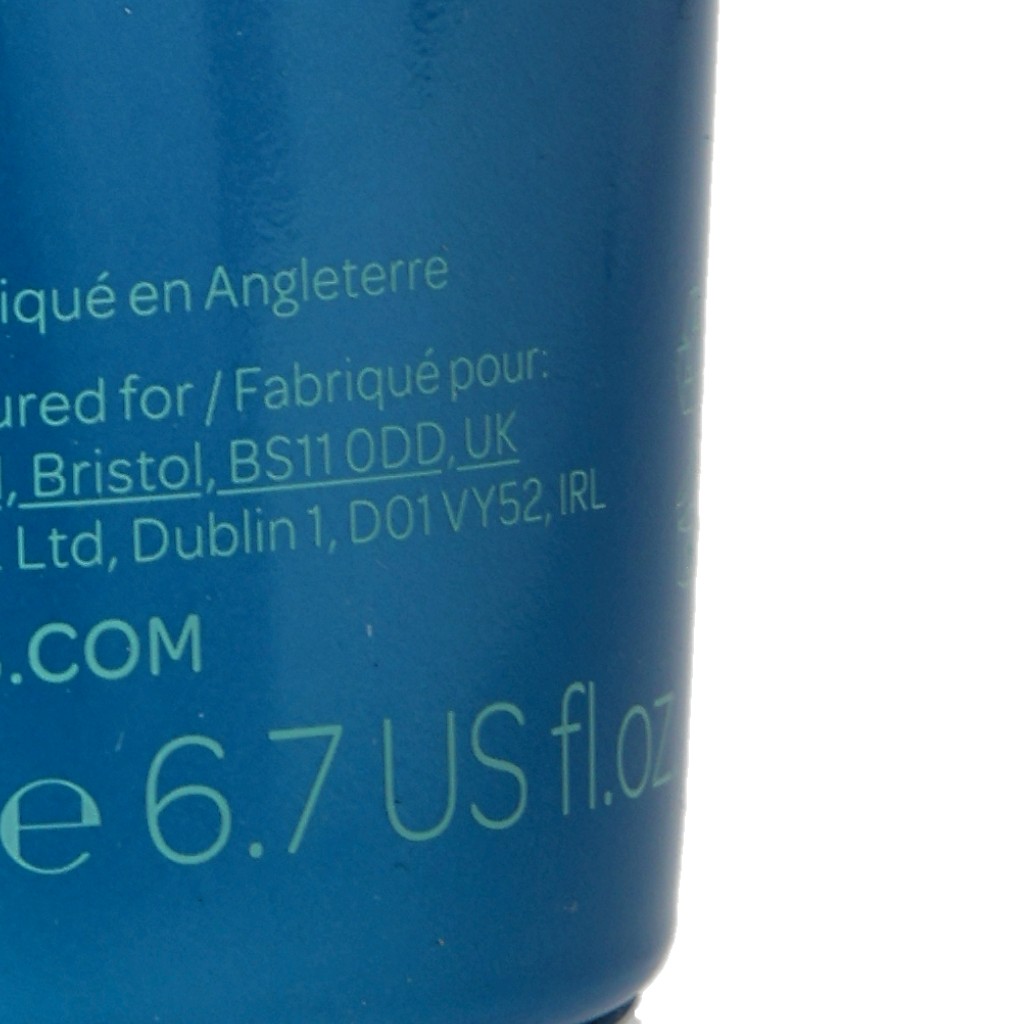 iqué en Angleterre
ured for / Fabriqué pour:
, Bristol, BS11 0DD, UK
Ltd, Dublin 1, D01 VY52, IRL
.COM
℮ 6.7 US fl.oz